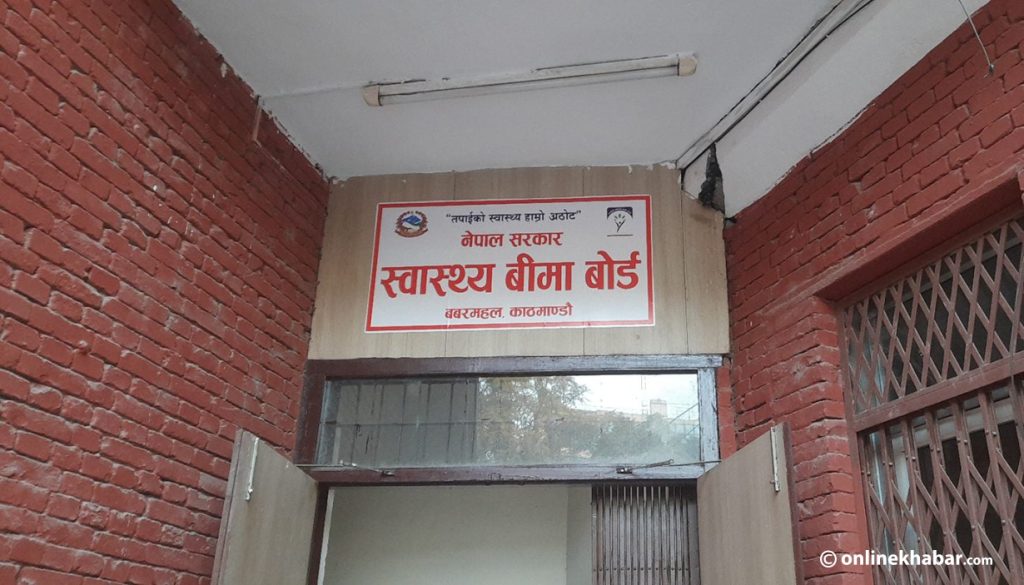 "तपाईको स्वास्थ्य हाम्रो अठोट"
नेपाल सरकार
स्वास्थ्य बीमा बोर्ड
बबरमहल, काठमाण्डौ
© onlinekhabar.com